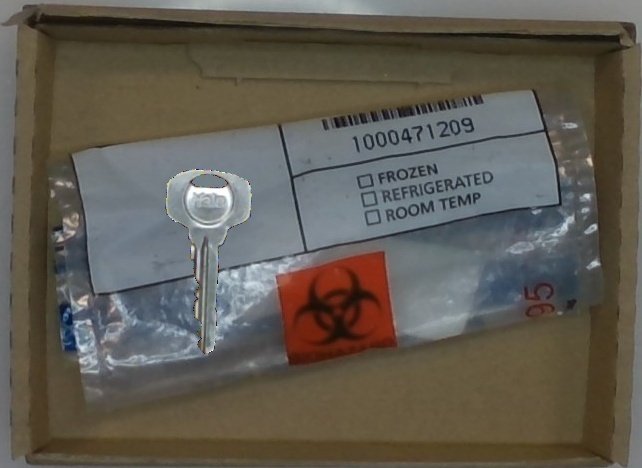 1000471209
FROZEN
REFRIGERATED
ROOM TEMP
Yale
95